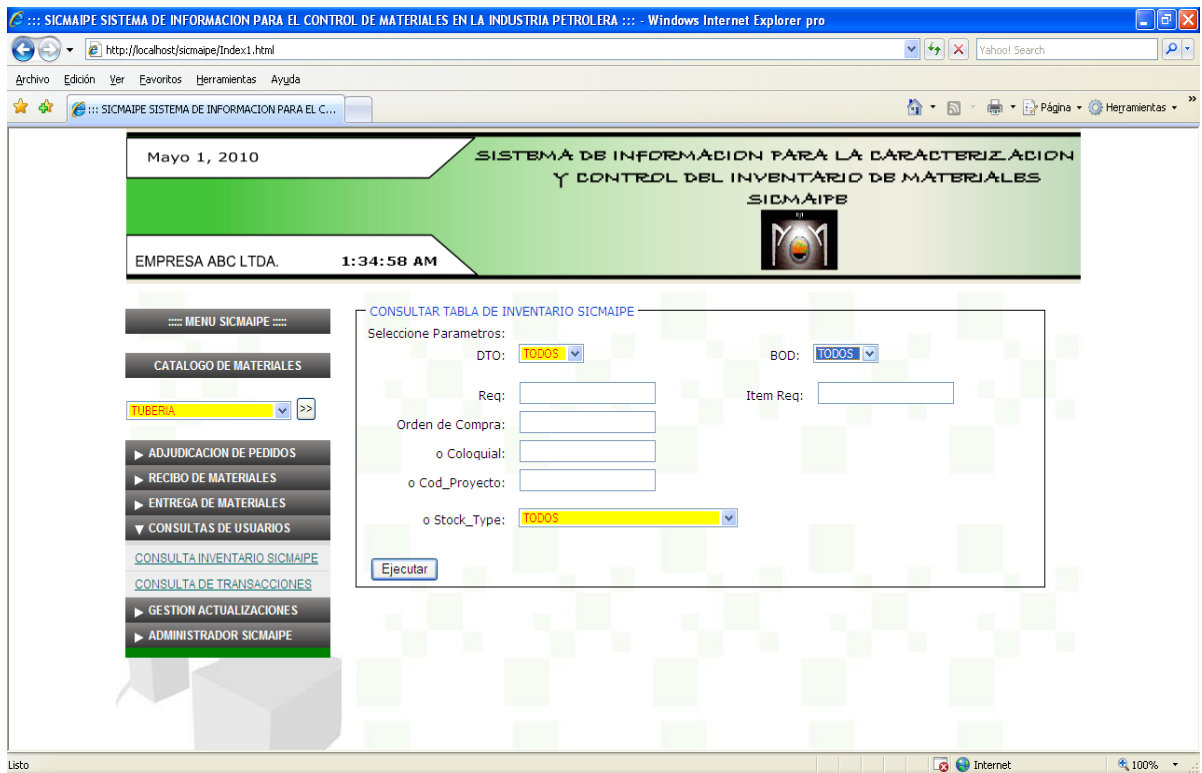 ::: SICMAIPE SISTEMA DE INFORMACION PARA EL CONTROL DE MATERIALES EN LA INDUSTRIA PETROLERA ::: - Windows Internet Explorer pro
http://localhost/sicmaipe/Index1.html
Yahoo! Search
Archivo Edición Ver Favoritos Herramientas Ayuda
::: SICMAIPE SISTEMA DE INFORMACION PARA EL C...
Página Herramientas »
Mayo 1, 2010
SISTEMA DE INFORMACION PARA LA CARACTERIZACION
Y CONTROL DEL INVENTARIO DE MATERIALES
SICMAIPE
EMPRESA ABC LTDA. 1:34:58 AM
::::: MENU SICMAIPE :::::
CATALOGO DE MATERIALES
TUBERIA >>
ADJUDICACION DE PEDIDOS
RECIBO DE MATERIALES
ENTREGA DE MATERIALES
CONSULTAS DE USUARIOS
CONSULTA INVENTARIO SICMAIPE
CONSULTA DE TRANSACCIONES
GESTION ACTUALIZACIONES
ADMINISTRADOR SICMAIPE
CONSULTAR TABLA DE INVENTARIO SICMAIPE
Seleccione Parametros:
DTO: TODOS BOD: TODOS
Req: Item Req:
Orden de Compra:
o Coloquial:
o Cod_Proyecto:
o Stock_Type: TODOS
Ejecutar
Listo Internet 100%